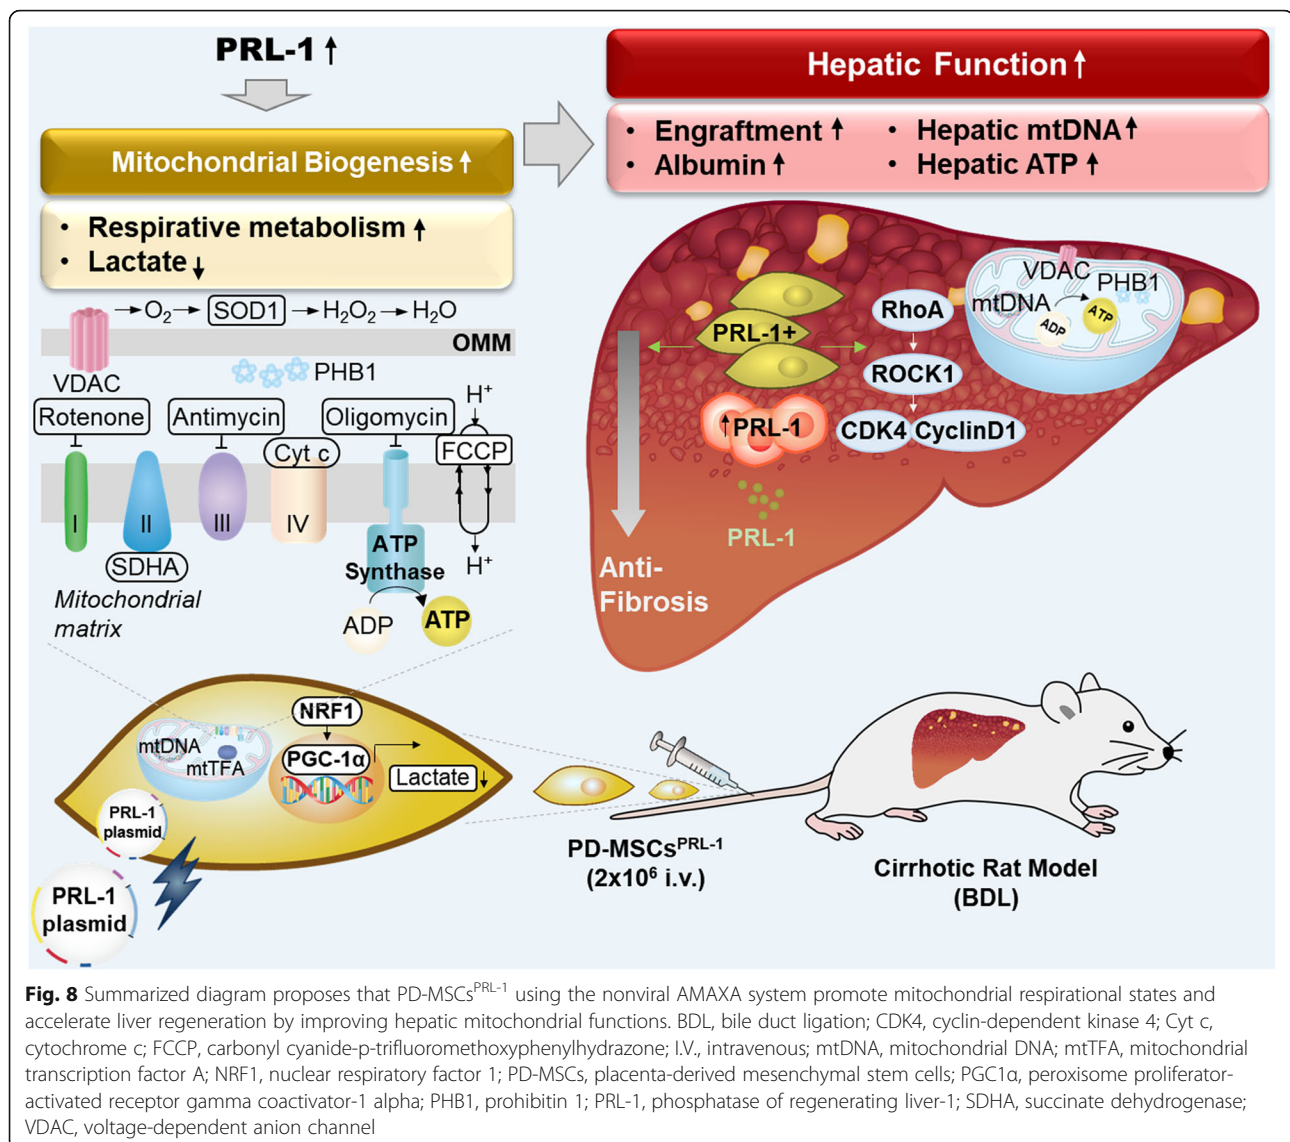 PRL-1 ↑
Mitochondrial Biogenesis ↑
• Respirative metabolism ↑
• Lactate ↓
→ O₂ → SOD1 → H₂O₂ → H₂O
OMM
VDAC
PHB1
H⁺
Rotenone
Antimycin
Oligomycin
Cyt c
FCCP
I
II
III
IV
SDHA
ATP
Synthase
H⁺
Mitochondrial
matrix
ADP
ATP
Hepatic Function ↑
• Engraftment ↑
• Albumin ↑
• Hepatic mtDNA ↑
• Hepatic ATP ↑
VDAC
PHB1
mtDNA
ADP
ATP
PRL-1+
RhoA
ROCK1
CDK4
CyclinD1
↑PRL-1
PRL-1
Anti-
Fibrosis
NRF1
PGC-1α
Lactate ↓
mtDNA
mtTFA
PRL-1
plasmid
PRL-1
plasmid
PD-MSCsᴾᴿᴸ⁻¹
(2x10⁶ i.v.)
Cirrhotic Rat Model
(BDL)
Fig. 8 Summarized diagram proposes that PD-MSCsᴾᴿᴸ⁻¹ using the nonviral AMAXA system promote mitochondrial respirational states and
accelerate liver regeneration by improving hepatic mitochondrial functions. BDL, bile duct ligation; CDK4, cyclin-dependent kinase 4; Cyt c,
cytochrome c; FCCP, carbonyl cyanide-p-trifluoromethoxyphenylhydrazone; I.V., intravenous; mtDNA, mitochondrial DNA; mtTFA, mitochondrial
transcription factor A; NRF1, nuclear respiratory factor 1; PD-MSCs, placenta-derived mesenchymal stem cells; PGC1α, peroxisome proliferator-
activated receptor gamma coactivator-1 alpha; PHB1, prohibitin 1; PRL-1, phosphatase of regenerating liver-1; SDHA, succinate dehydrogenase;
VDAC, voltage-dependent anion channel